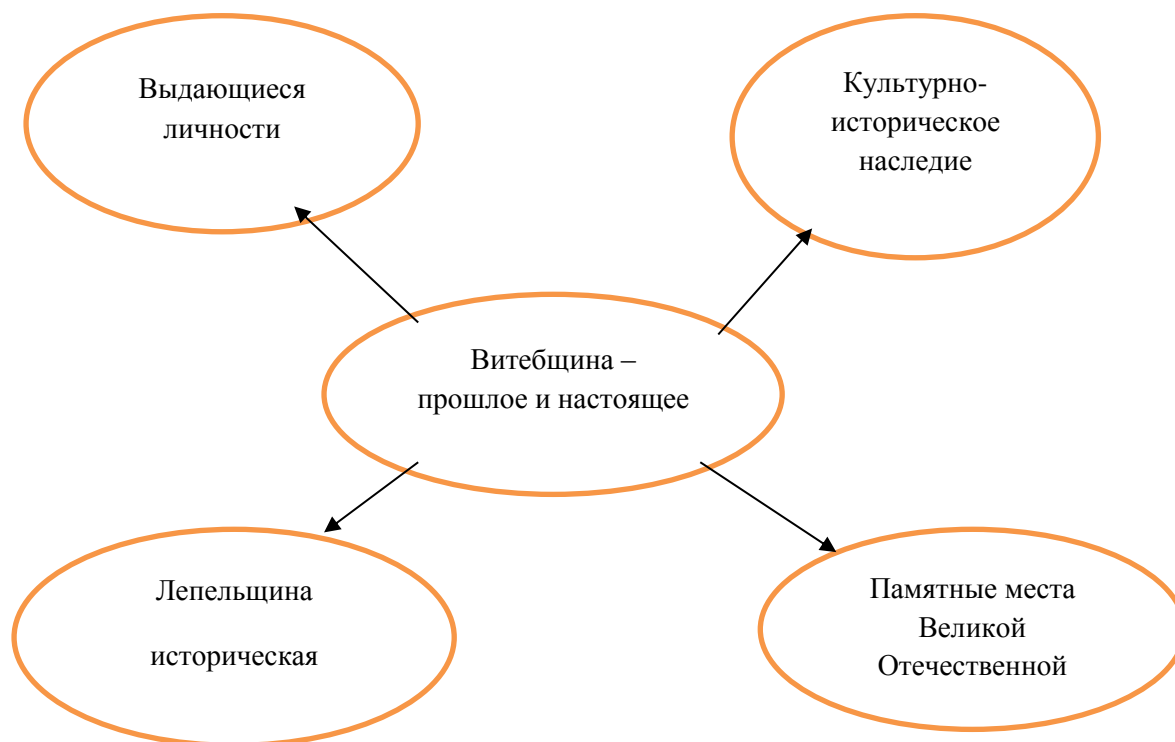 Выдающиеся
личности
Культурно-
историческое
наследие
Витебщина –
прошлое и настоящее
Лепельщина
историческая
Памятные места
Великой
Отечественной